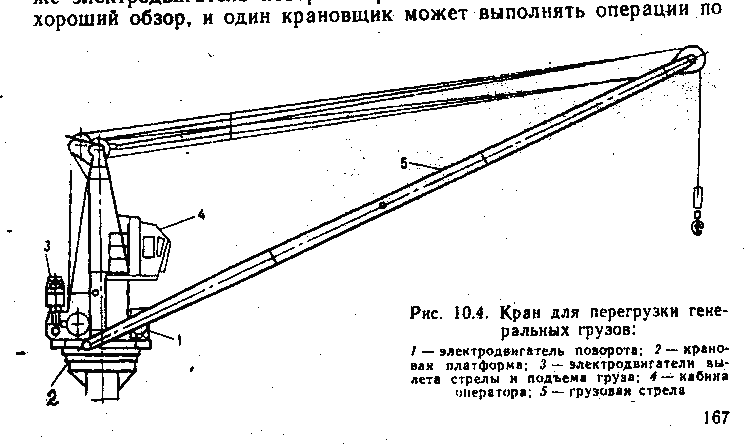 же электродвигатель
хороший обзор, и один крановщик может выполнять операции по
5
4
3
1
2
Рис. 10.4. Кран для перегрузки гене-
ральных грузов:
1 — электродвигатель поворота; 2 — крано-
вая платформа; 3 — электродвигатели вы-
лета стрелы и подъема груза; 4 — кабина
оператора; 5 — грузовая стрела
167